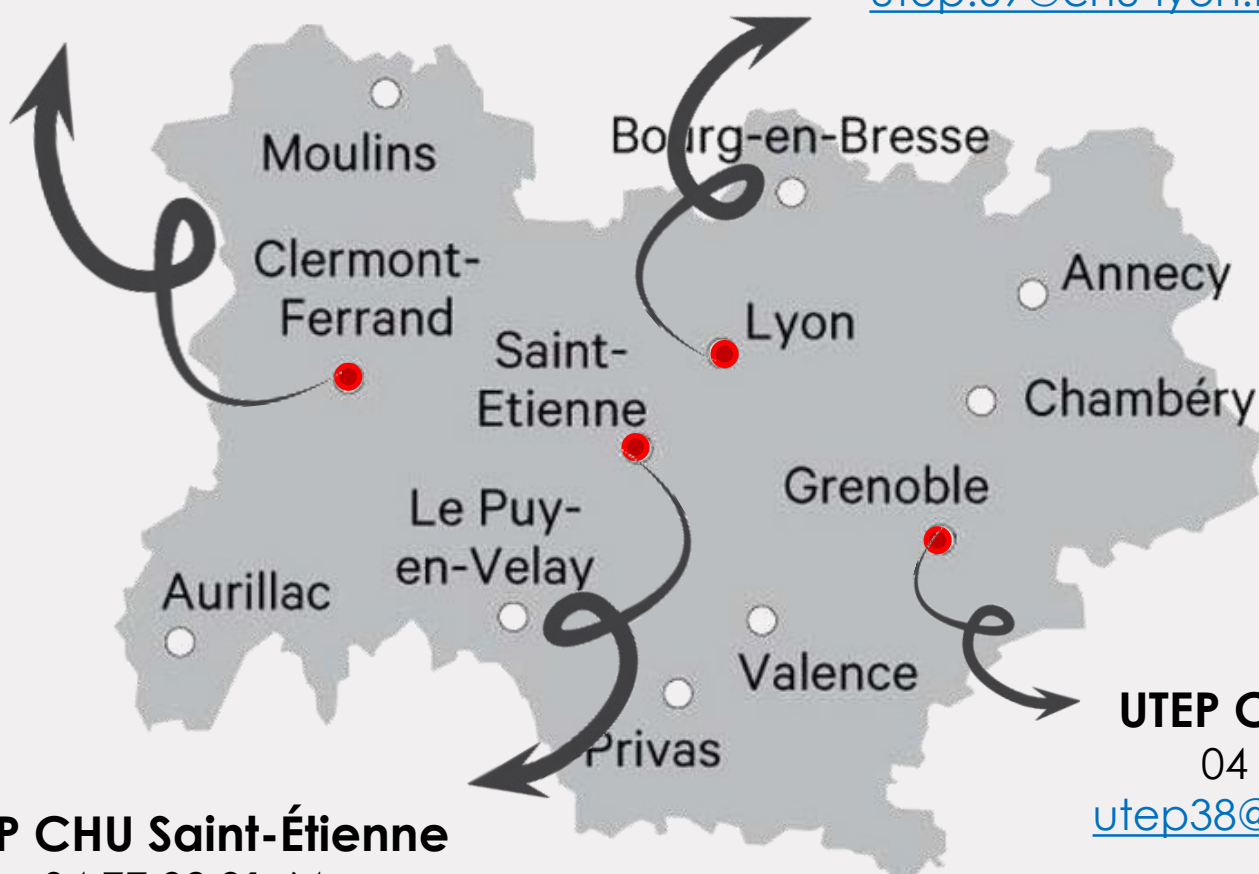 Moulins
Bourg-en-Bresse
Clermont-
Ferrand
Annecy
Lyon
Saint-
Etienne
Chambéry
Grenoble
Le Puy-
en-Velay
Aurillac
Valence
Privas
UTEP
04
utep38@
CHU Saint-Étienne